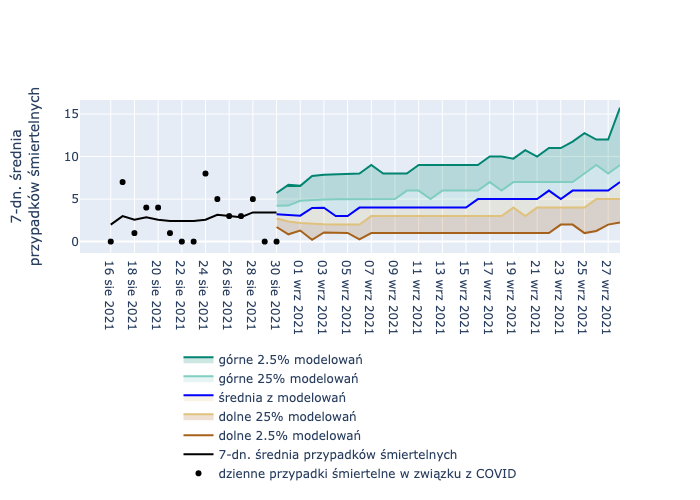 7-dn. średnia
przypadków śmiertelnych
15
10
5
0
16 sie 2021
18 sie 2021
20 sie 2021
22 sie 2021
24 sie 2021
26 sie 2021
28 sie 2021
30 sie 2021
01 wrz 2021
03 wrz 2021
05 wrz 2021
07 wrz 2021
09 wrz 2021
11 wrz 2021
13 wrz 2021
15 wrz 2021
17 wrz 2021
19 wrz 2021
21 wrz 2021
23 wrz 2021
25 wrz 2021
27 wrz 2021
górne 2.5% modelowań
górne 25% modelowań
średnia z modelowań
dolne 25% modelowań
dolne 2.5% modelowań
7-dn. średnia przypadków śmiertelnych
dzienne przypadki śmiertelne w związku z COVID